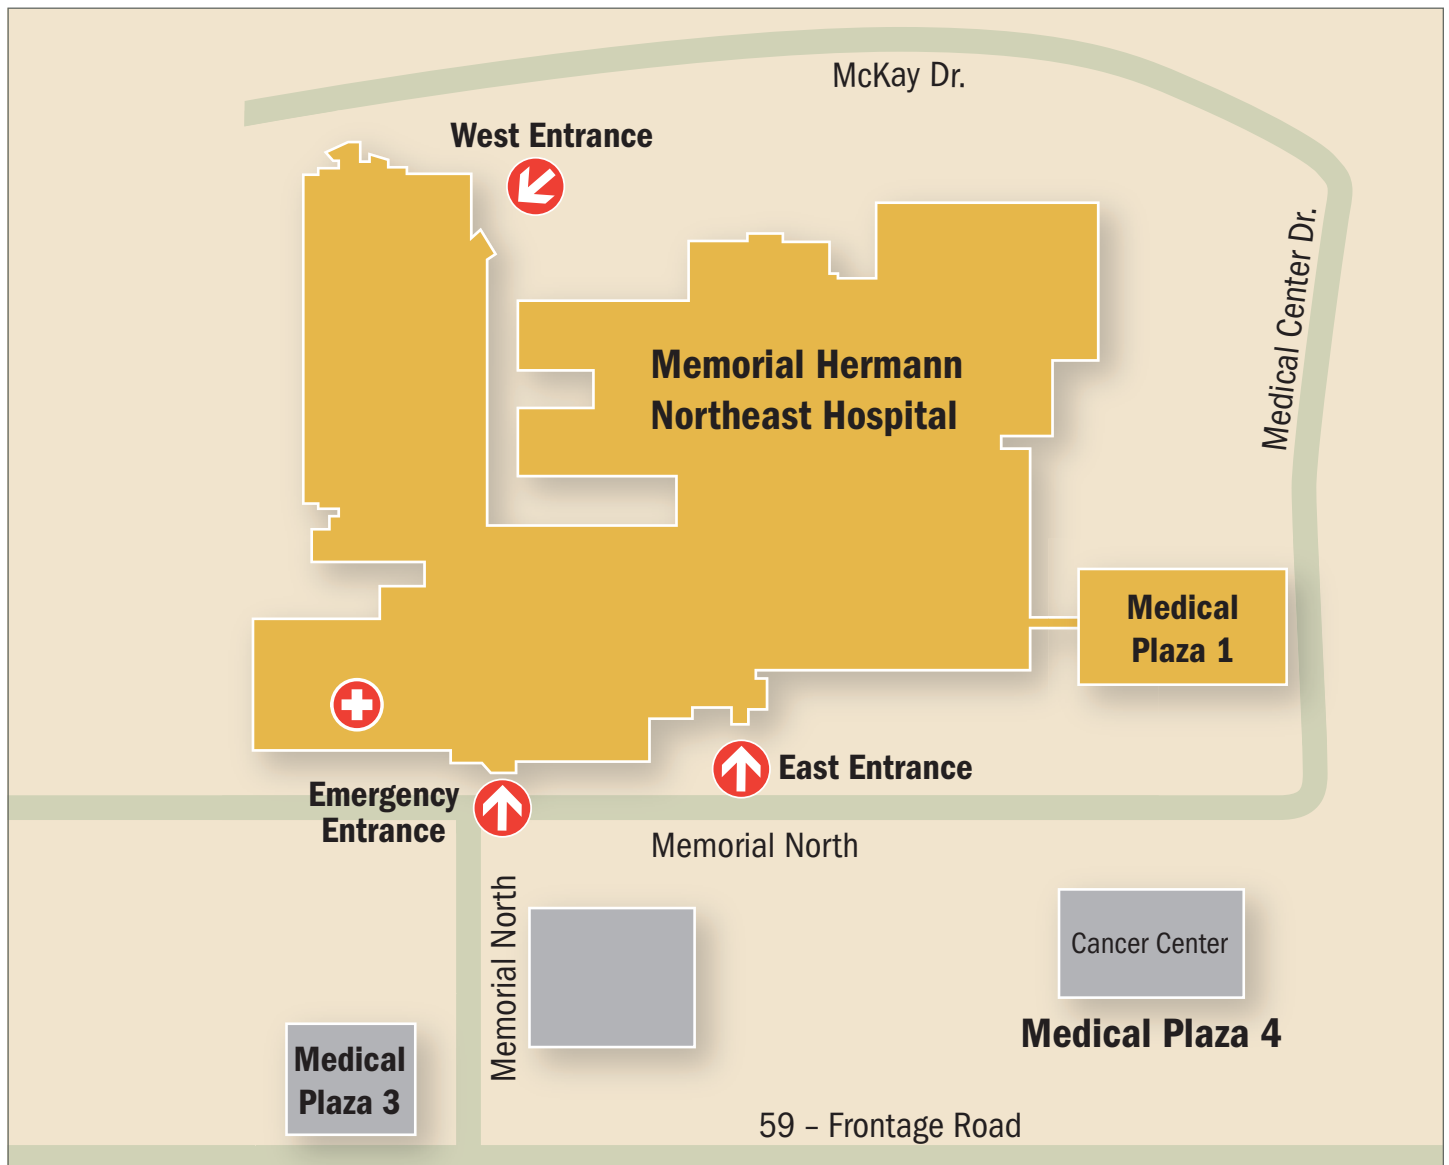 McKay Dr.
West Entrance
Medical Center Dr.
Memorial Hermann
Northeast Hospital
Medical
Plaza 1
East Entrance
Emergency
Entrance
Memorial North
Memorial North
Cancer Center
Medical Plaza 4
Medical
Plaza 3
59 – Frontage Road